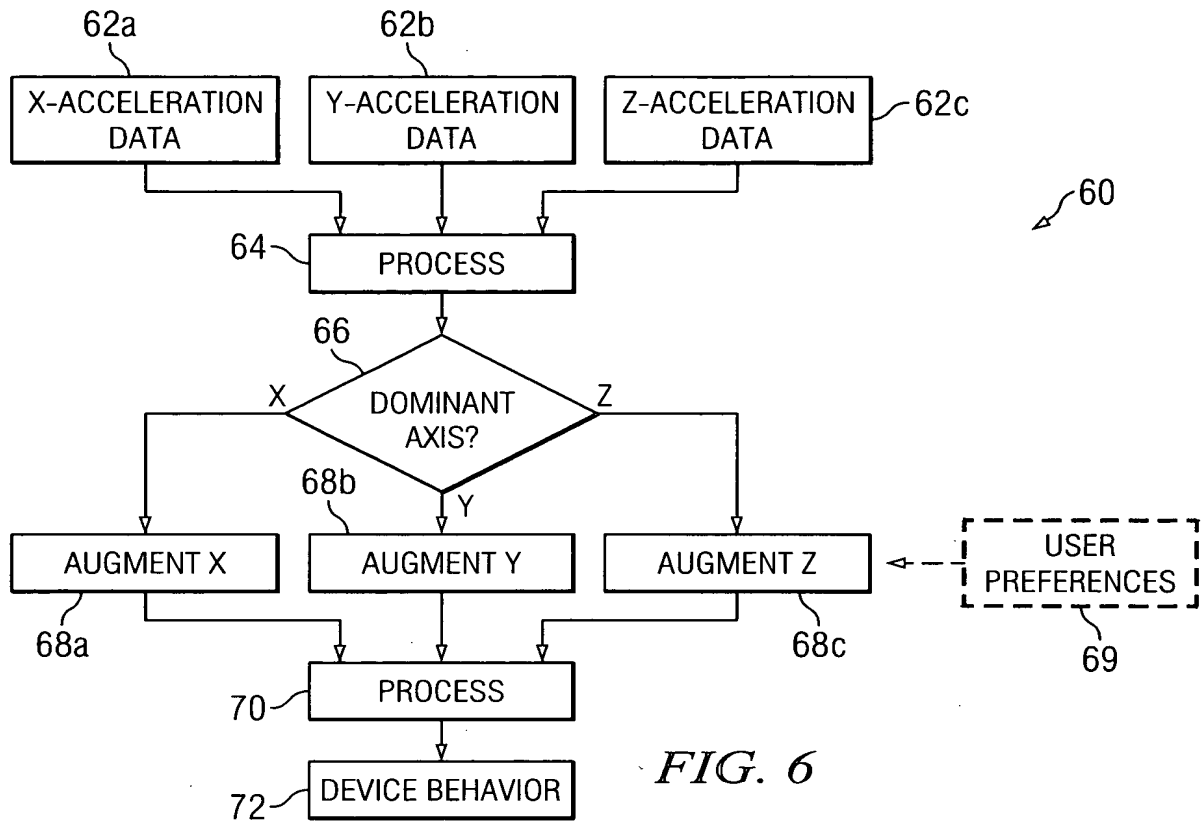 62a
62b
X-ACCELERATION
DATA
Y-ACCELERATION
DATA
Z-ACCELERATION
DATA
62c
60
64
PROCESS
66
X
DOMINANT
AXIS?
Z
Y
68b
AUGMENT X
AUGMENT Y
AUGMENT Z
USER
PREFERENCES
68a
68c
69
70
PROCESS
72
DEVICE BEHAVIOR
FIG. 6